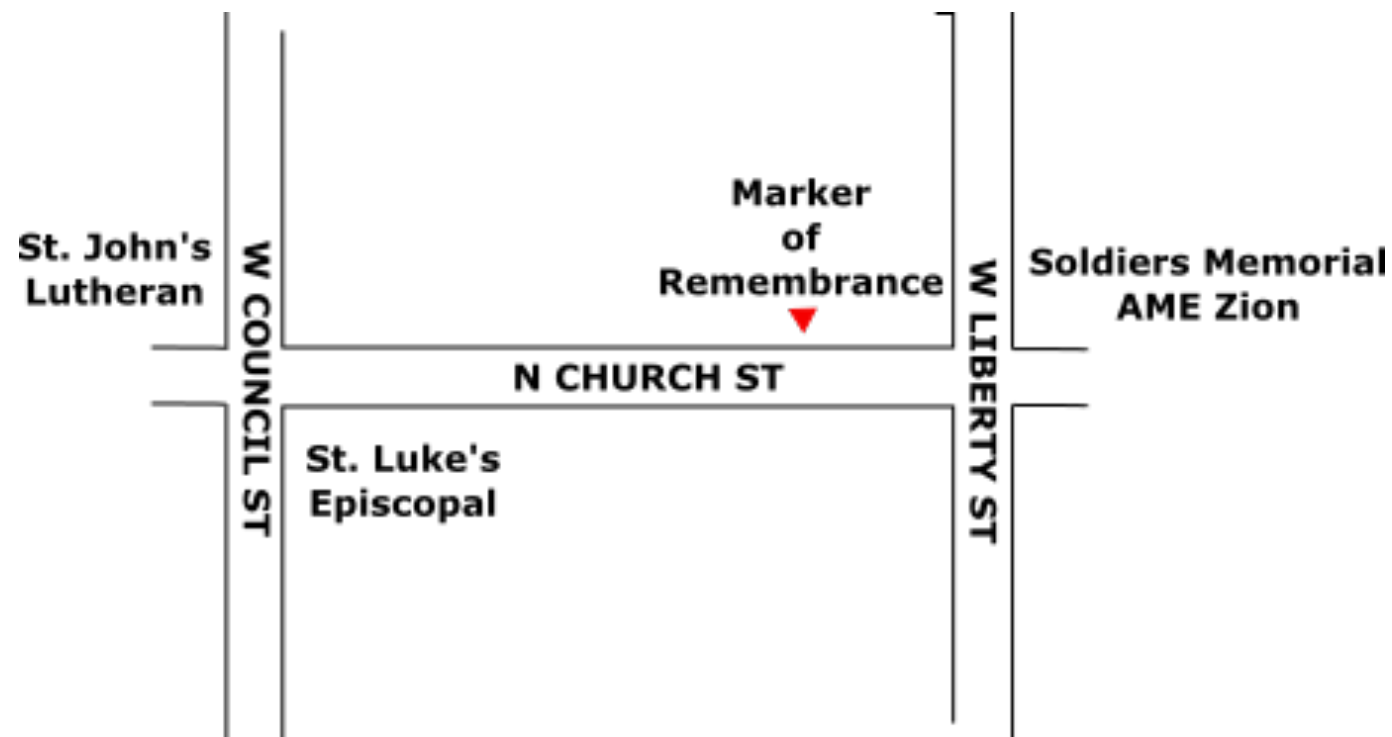 Marker
of
Remembrance
St. John's
Lutheran
Soldiers Memorial
AME Zion
W COUNCIL ST
W LIBERTY ST
N CHURCH ST
St. Luke's
Episcopal